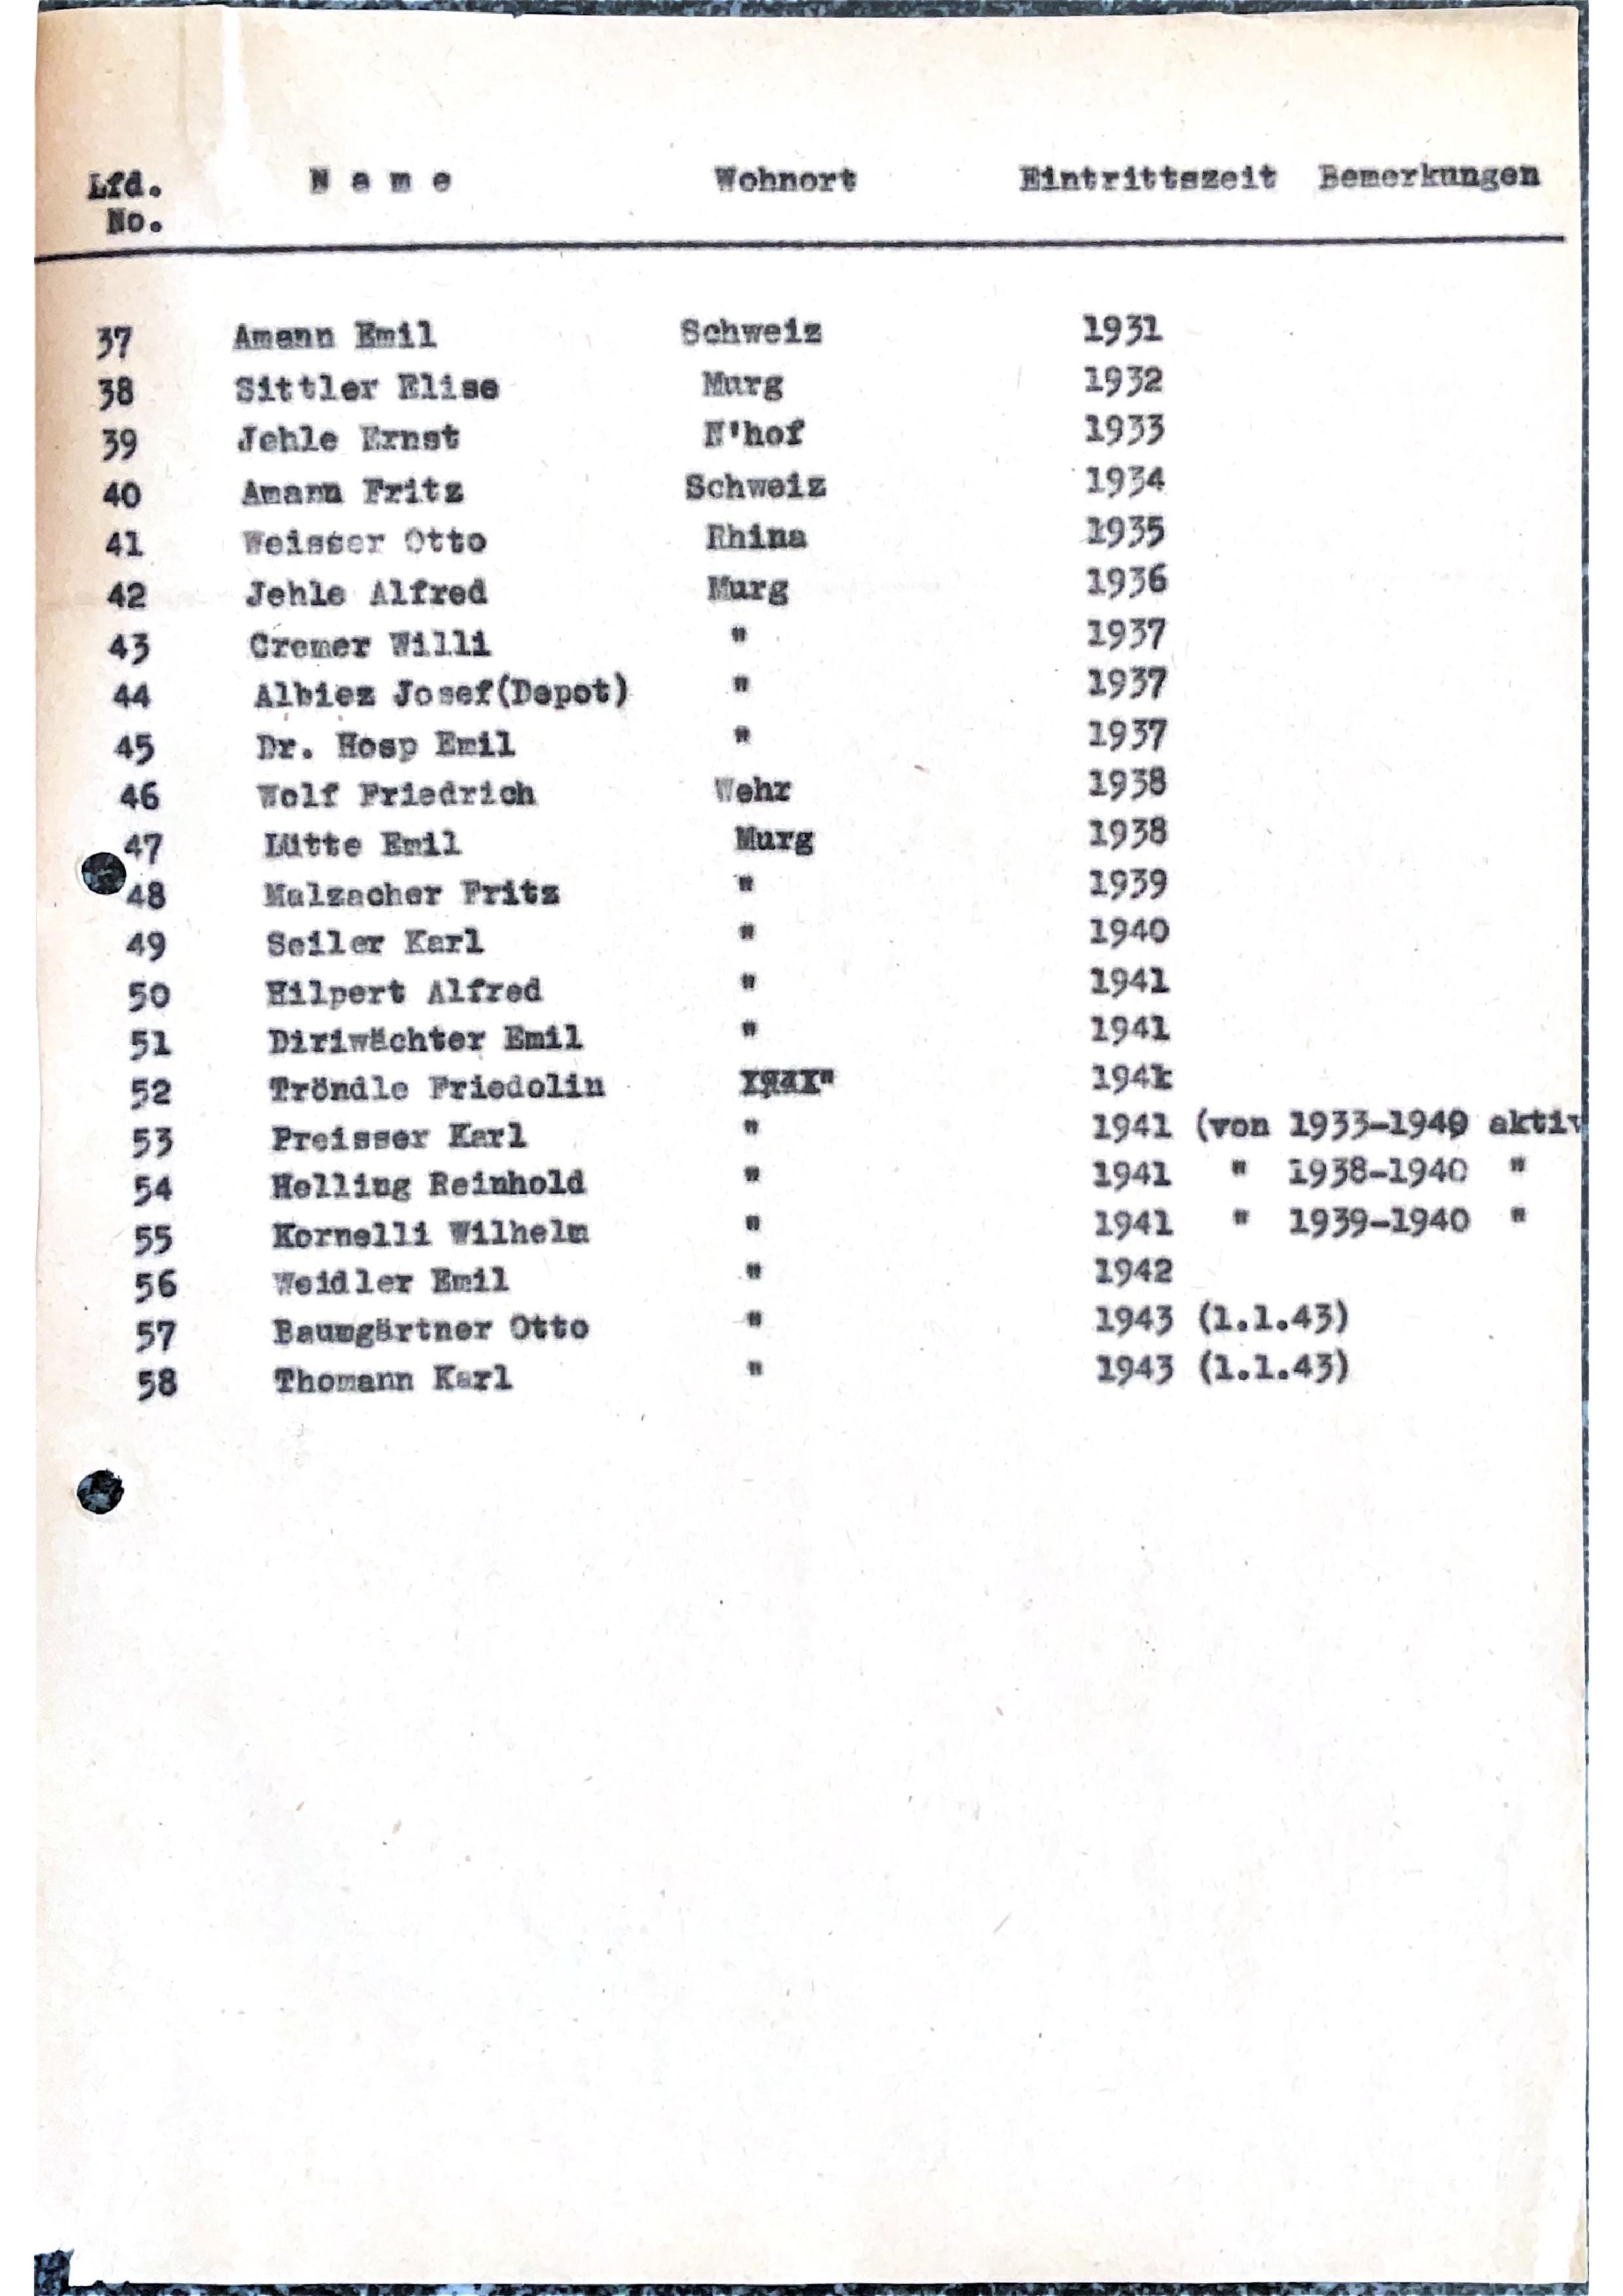 Lfd. N a m e Wohnort Eintrittszeit Bemerkungen
No.
37 Amann Emil Schweiz 1931
38 Sittler Elise Murg 1932
39 Jehle Ernst N'hof 1933
40 Amann Fritz Schweiz 1934
41 Weisser Otto Rhina 1935
42 Jehle Alfred Murg 1936
43 Cremer Willi " 1937
44 Albiez Josef(Depot) " 1937
45 Dr. Hosp Emil " 1937
46 Wolf Friedrich Wehr 1938
47 Lütte Emil Murg 1938
48 Malzacher Fritz " 1939
49 Seiler Karl " 1940
50 Hilpert Alfred " 1941
51 Diriwächter Emil " 1941
52 Tröndle Friedolin " 1941
53 Preisser Karl " 1941 (von 1933-1940 aktiv
54 Helling Reinhold " 1941 " 1938-1940 "
55 Kornelli Wilhelm " 1941 " 1939-1940 "
56 Weidler Emil " 1942
57 Baumgärtner Otto " 1943 (1.1.43)
58 Thomann Karl " 1943 (1.1.43)